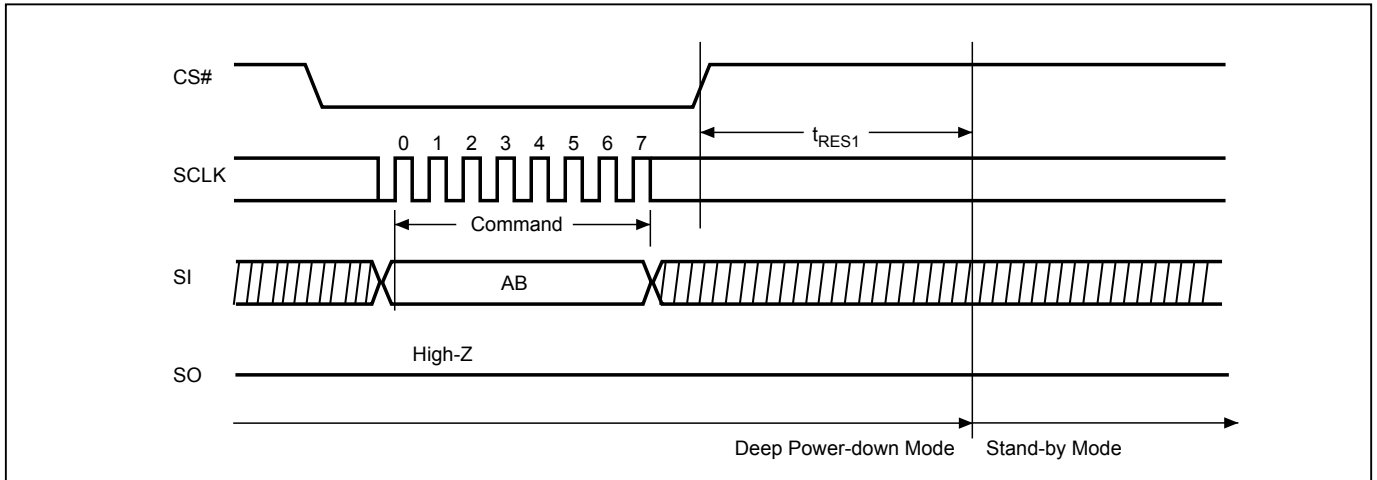 CS#
tRES1
0 1 2 3 4 5 6 7
SCLK
Command
SI
AB
High-Z
SO
Deep Power-down Mode Stand-by Mode